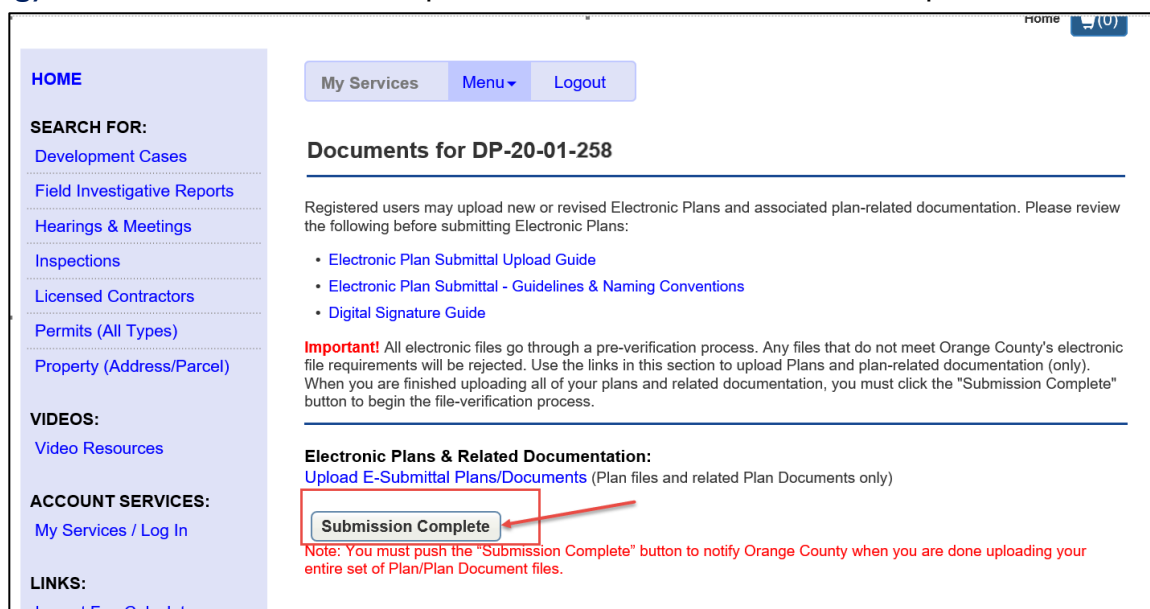 g)
Home (0)
My Services Menu Logout
Documents for DP-20-01-258
Registered users may upload new or revised Electronic Plans and associated plan-related documentation. Please review
the following before submitting Electronic Plans:
• Electronic Plan Submittal Upload Guide
• Electronic Plan Submittal - Guidelines & Naming Conventions
• Digital Signature Guide
Important! All electronic files go through a pre-verification process. Any files that do not meet Orange County's electronic
file requirements will be rejected. Use the links in this section to upload Plans and plan-related documentation (only).
When you are finished uploading all of your plans and related documentation, you must click the "Submission Complete"
button to begin the file-verification process.
Electronic Plans & Related Documentation:
Upload E-Submittal Plans/Documents (Plan files and related Plan Documents only)
Submission Complete
Note: You must push the “Submission Complete” button to notify Orange County when you are done uploading your
entire set of Plan/Plan Document files.
HOME
SEARCH FOR:
Development Cases
Field Investigative Reports
Hearings & Meetings
Inspections
Licensed Contractors
Permits (All Types)
Property (Address/Parcel)
VIDEOS:
Video Resources
ACCOUNT SERVICES:
My Services / Log In
LINKS: